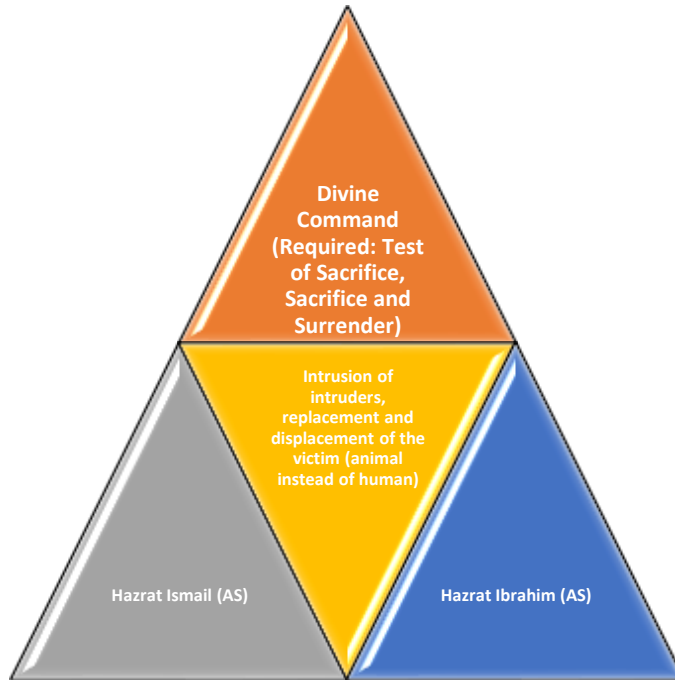 Divine
Command
(Required: Test
of Sacrifice,
Sacrifice and
Surrender)
Intrusion of
intruders,
replacement and
displacement of the
victim (animal
instead of human)
Hazrat Ismail (AS)
Hazrat Ibrahim (AS)